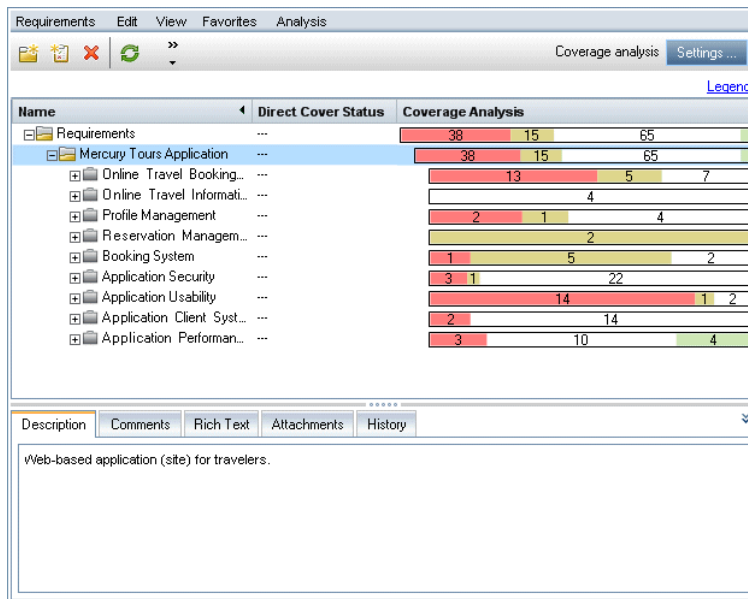 Requirements Edit View Favorites Analysis
» Coverage analysis Settings ...
Legend
Name Direct Cover Status Coverage Analysis
Requirements --- 38 15 65
Mercury Tours Application --- 38 15 65
Online Travel Booking... --- 13 5 7
Online Travel Informati... --- 4
Profile Management --- 2 1 4
Reservation Managem... --- 2
Booking System --- 1 5 2
Application Security --- 3 1 22
Application Usability --- 14 1 2
Application Client Syst... --- 2 14
Application Performan... --- 3 10 4
Description Comments Rich Text Attachments History
Web-based application (site) for travelers.